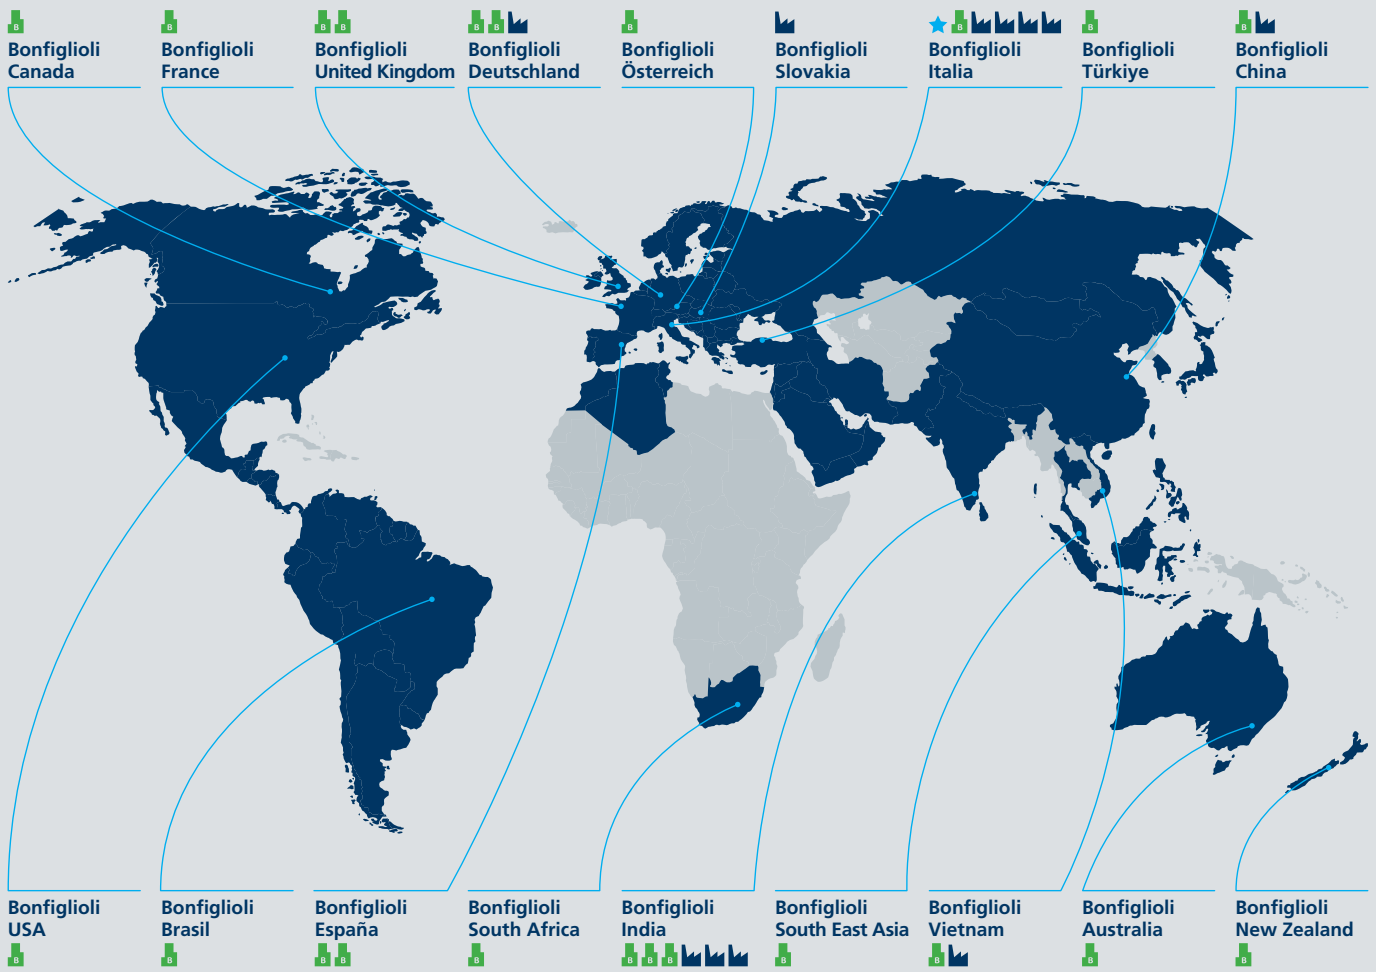 B
Bonfiglioli
Canada
B
Bonfiglioli
France
B B
Bonfiglioli
United Kingdom
B B
Bonfiglioli
Deutschland
B
Bonfiglioli
Österreich
Bonfiglioli
Slovakia
B
Bonfiglioli
Italia
B
Bonfiglioli
Türkiye
B
Bonfiglioli
China
Bonfiglioli
USA
B
Bonfiglioli
Brasil
B
Bonfiglioli
España
B B
Bonfiglioli
South Africa
B
Bonfiglioli
India
B B B
Bonfiglioli
South East Asia
B
Bonfiglioli
Vietnam
B
Bonfiglioli
Australia
B
Bonfiglioli
New Zealand
B